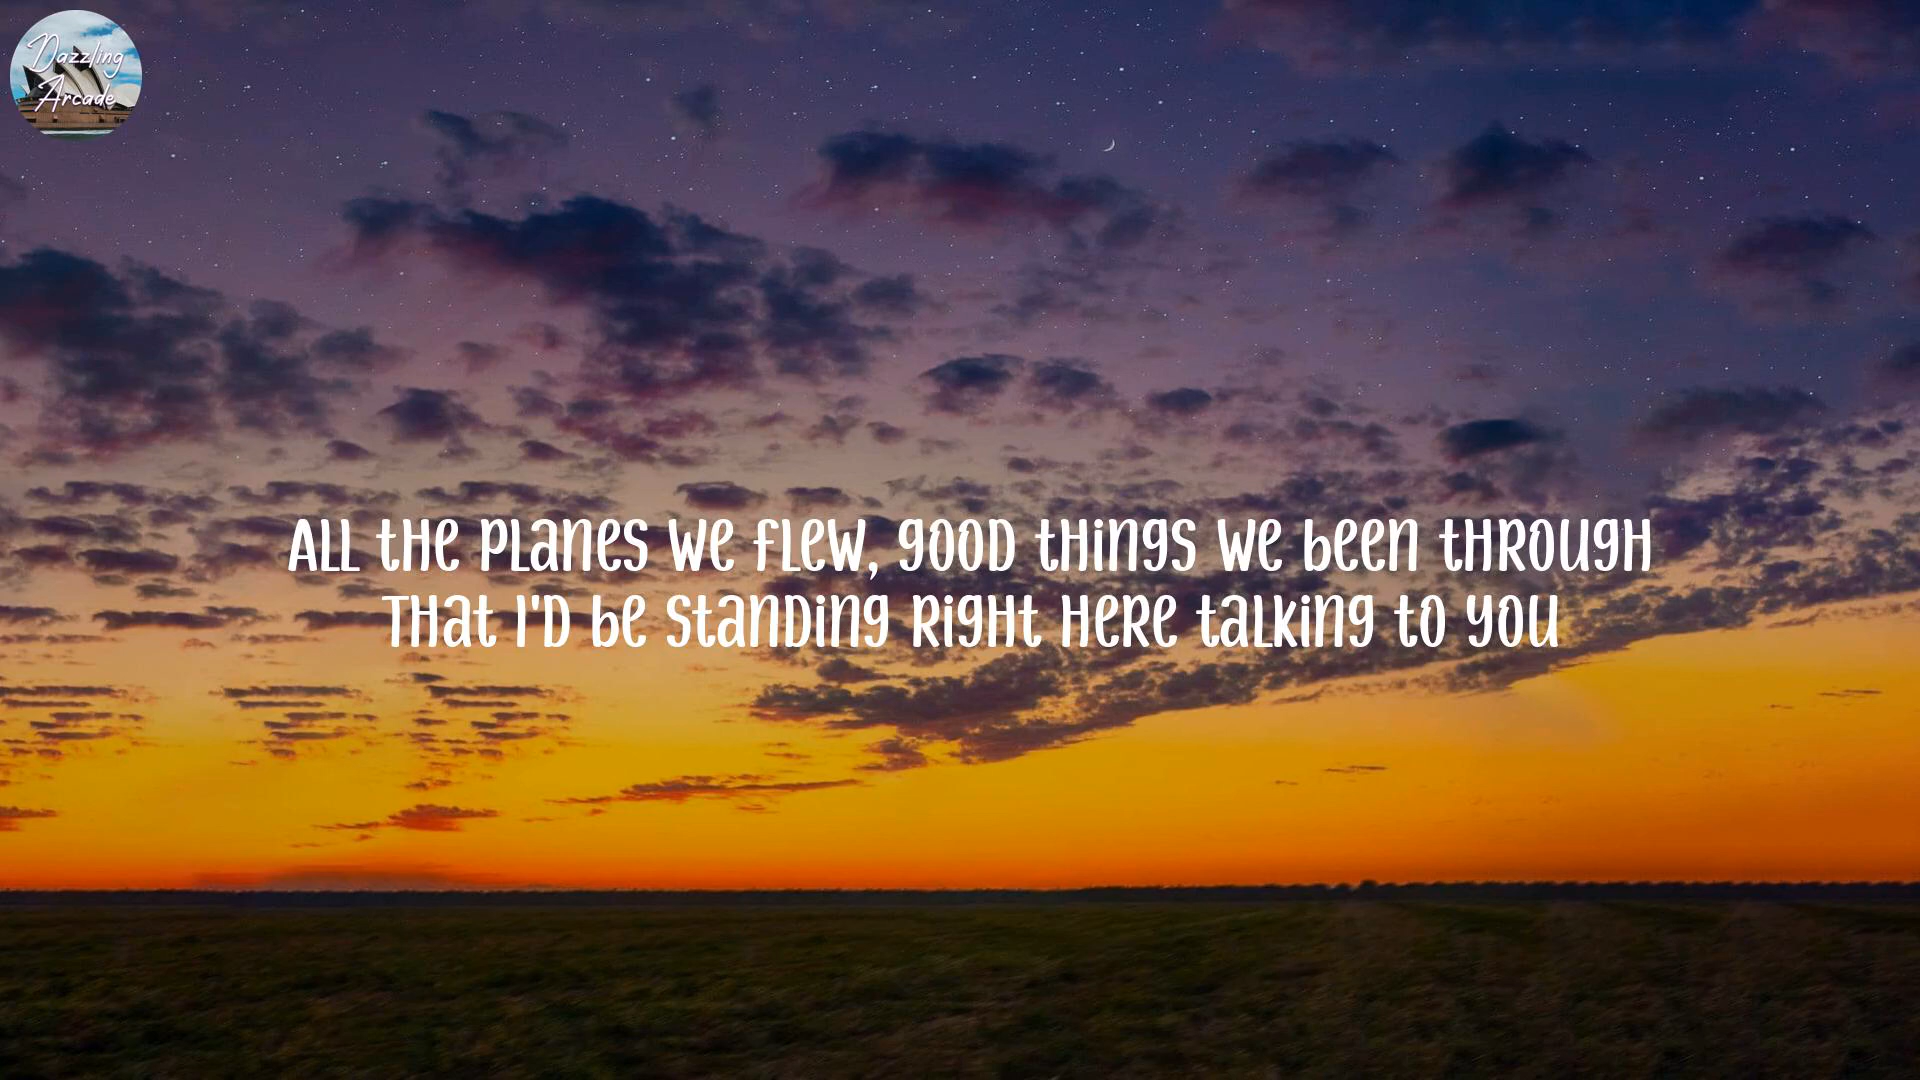 Dazzling
Arcade
All the planes we flew, good things we been through
That I'd be standing right here talking to you